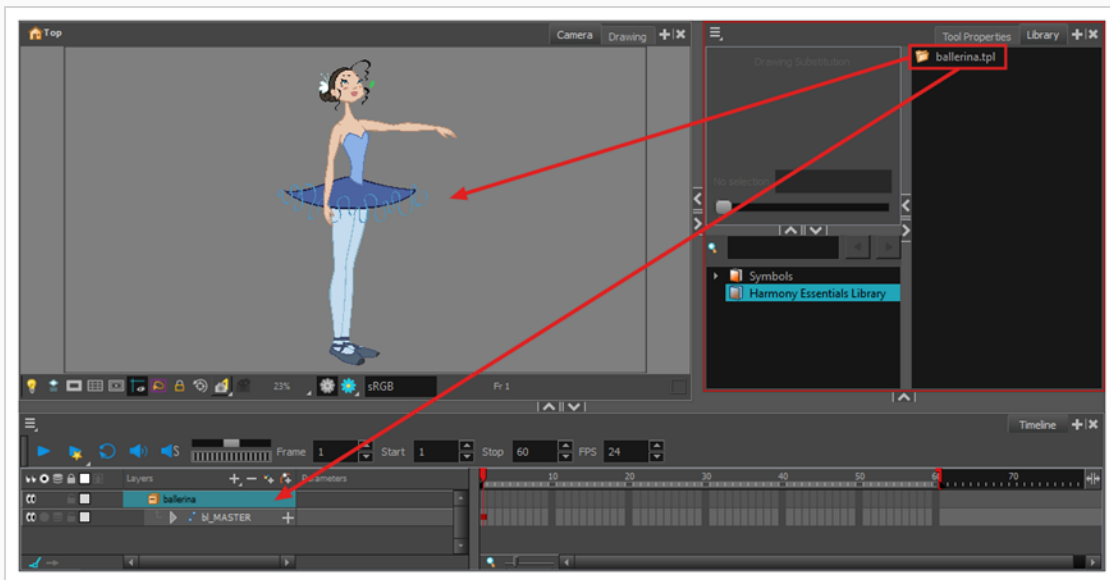 Top
Camera Drawing
Tool Properties Library
Drawing Substitution
ballerina.tpl
No selection
Symbols
Harmony Essentials Library
23% sRGB Fr 1
Timeline
S Frame 1 Start 1 Stop 60 FPS 24
Layers Parameters 10 20 30 40 50 60 70
ballerina
bl_MASTER